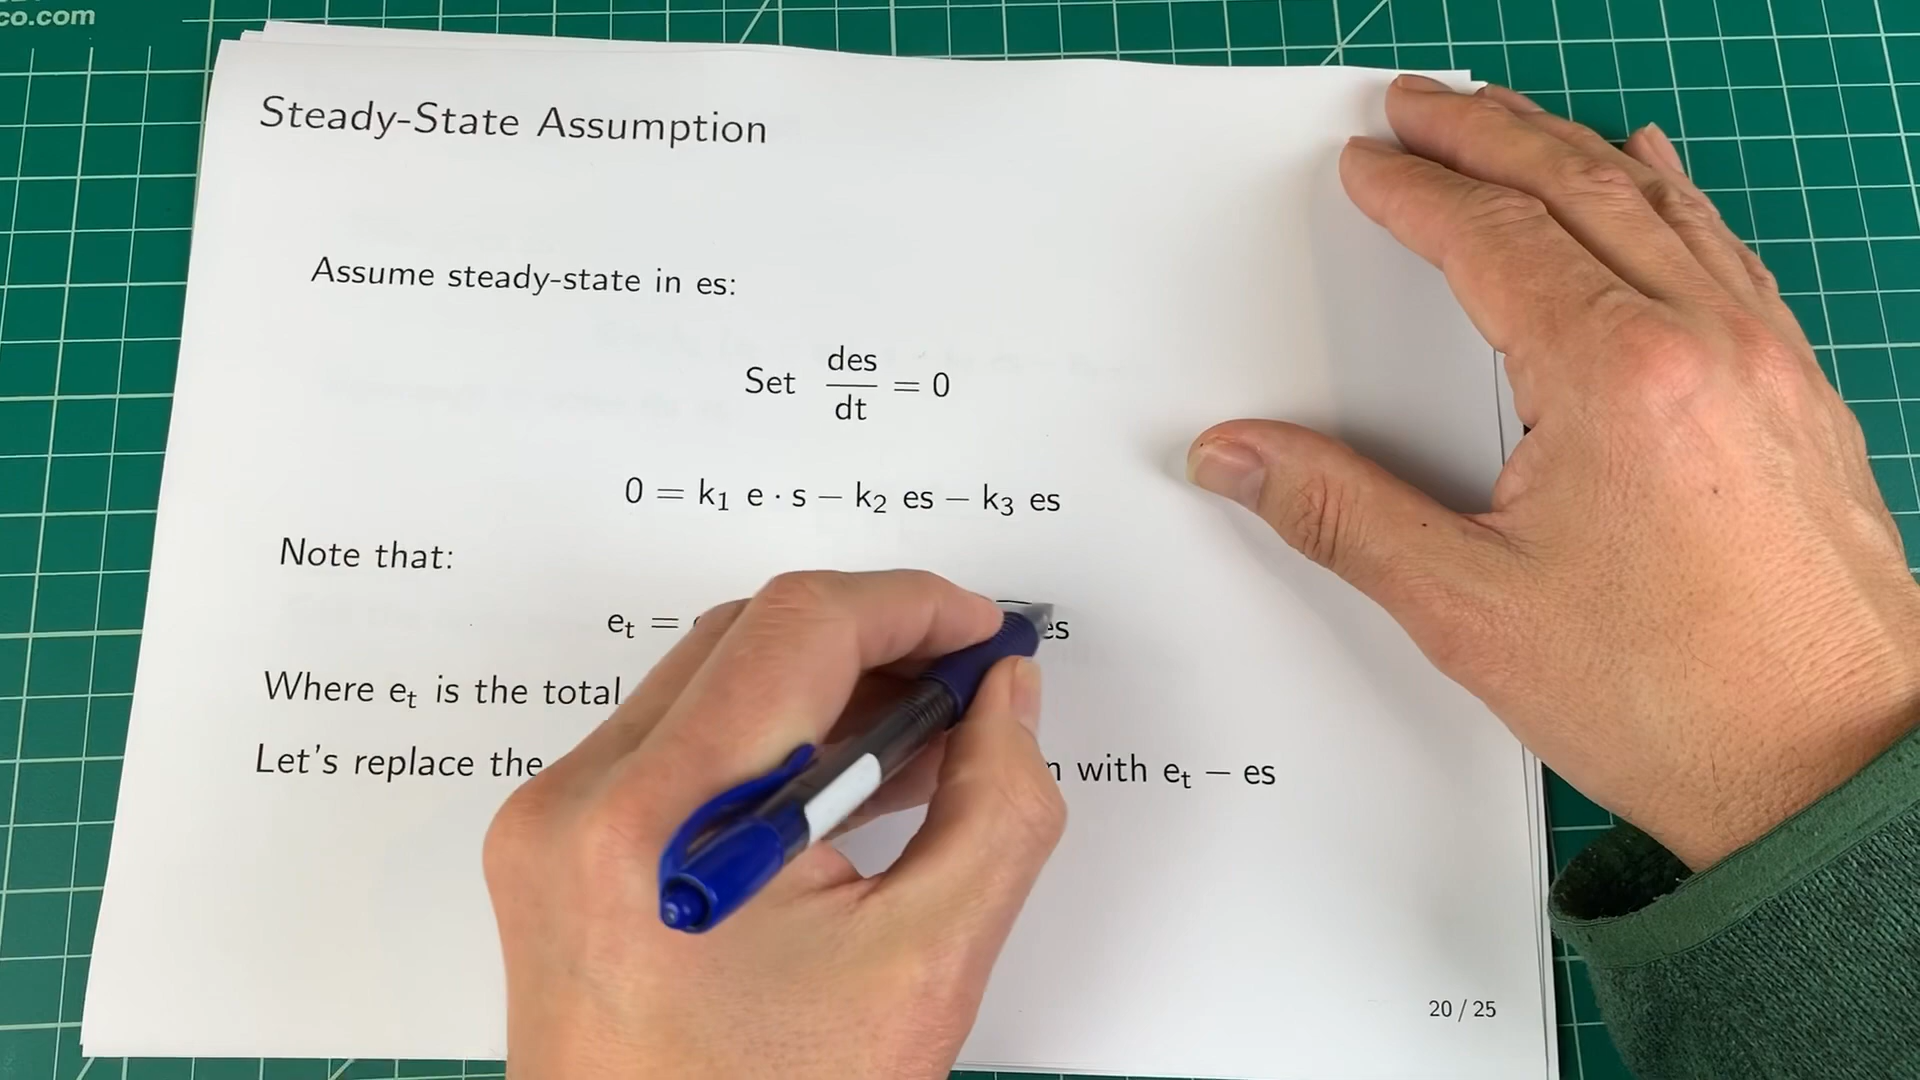 co.com
Steady-State Assumption
Assume steady-state in es:
Set des/dt = 0
0 = k₁ e · s − k₂ es − k₃ es
Note that:
eₜ = es
Where eₜ is the total
Let's replace the with eₜ − es
20 / 25